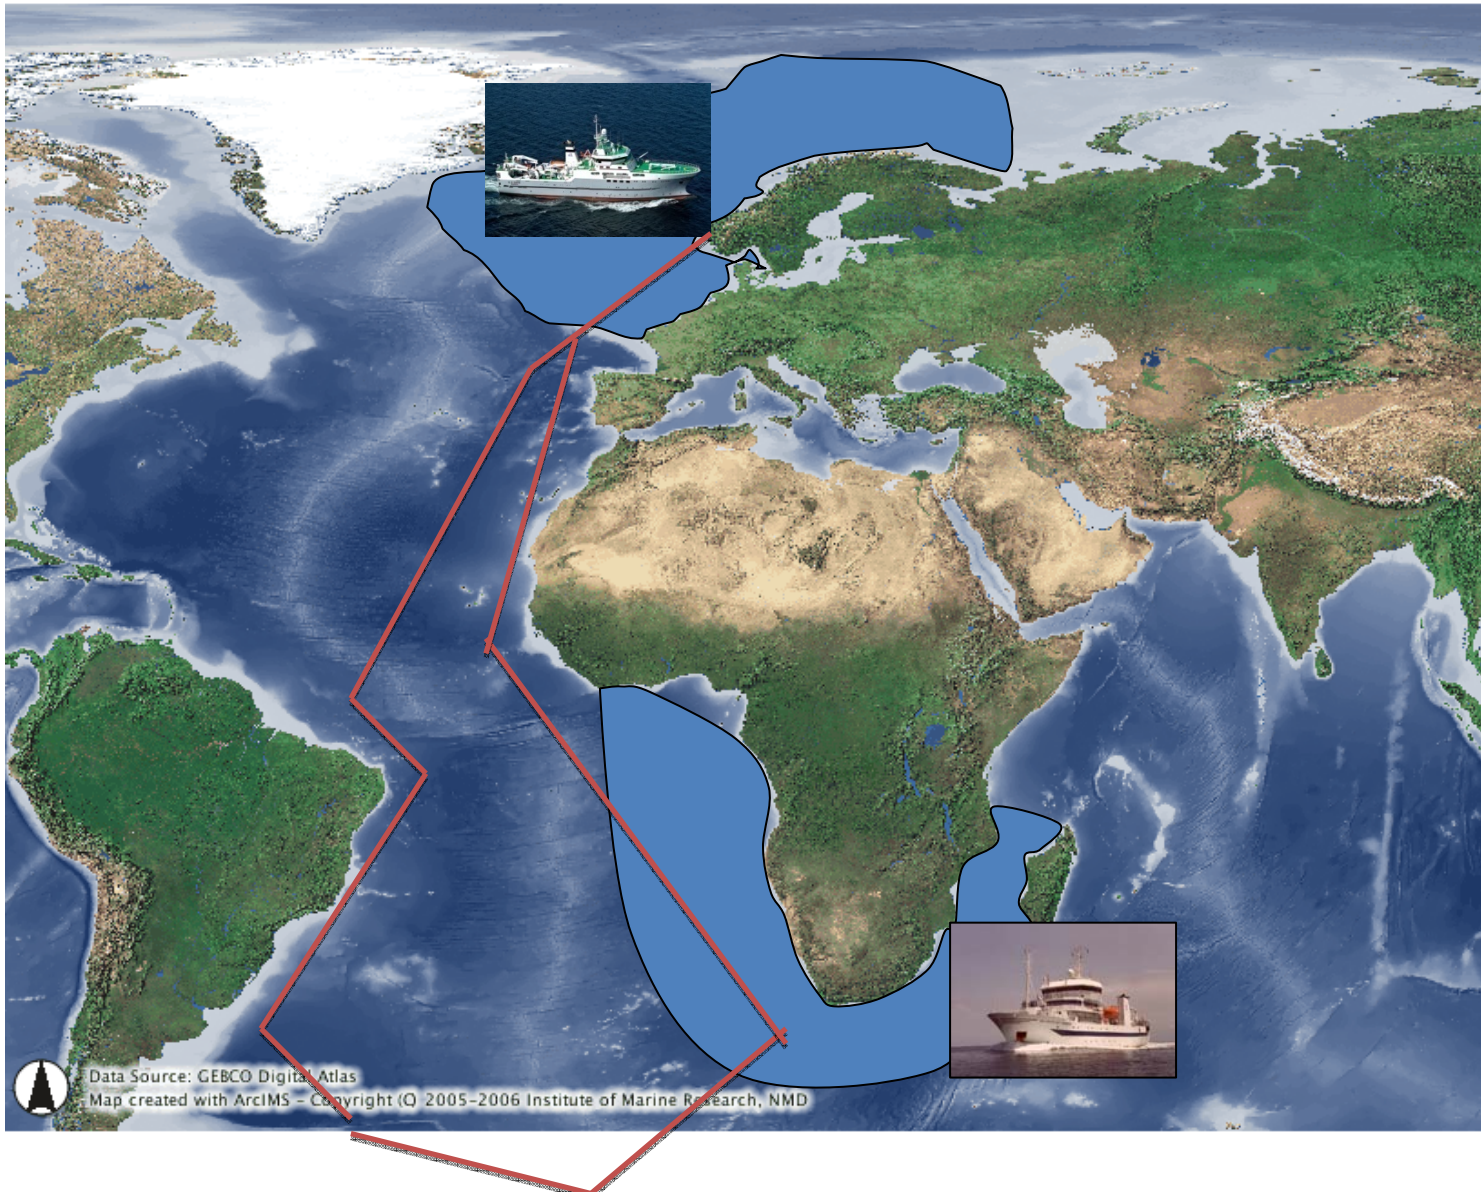 Data Source: GEBCO Digital Atlas
Map created with ArcIMS - Copyright (C) 2005-2006 Institute of Marine Research, NMD